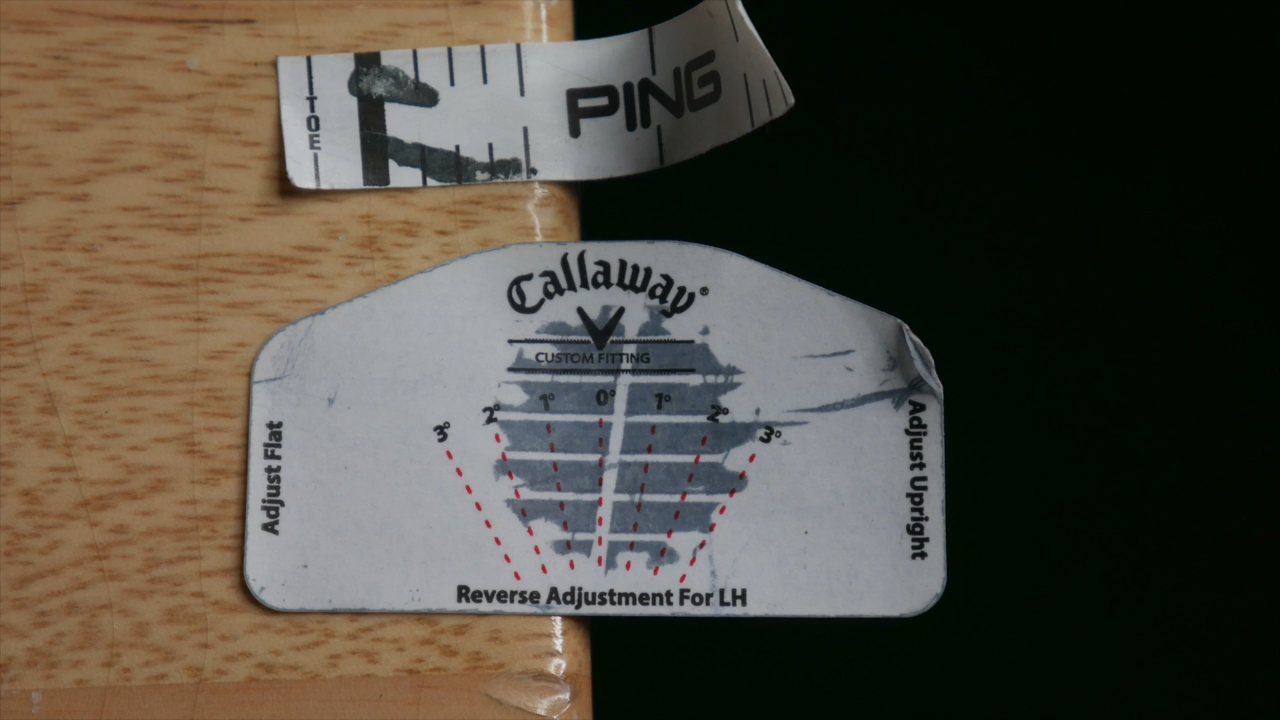 TOE
PING
Callaway®
CUSTOM FITTING
3° 2° 1° 0° 1° 2° 3°
Adjust Flat
Adjust Upright
Reverse Adjustment For LH